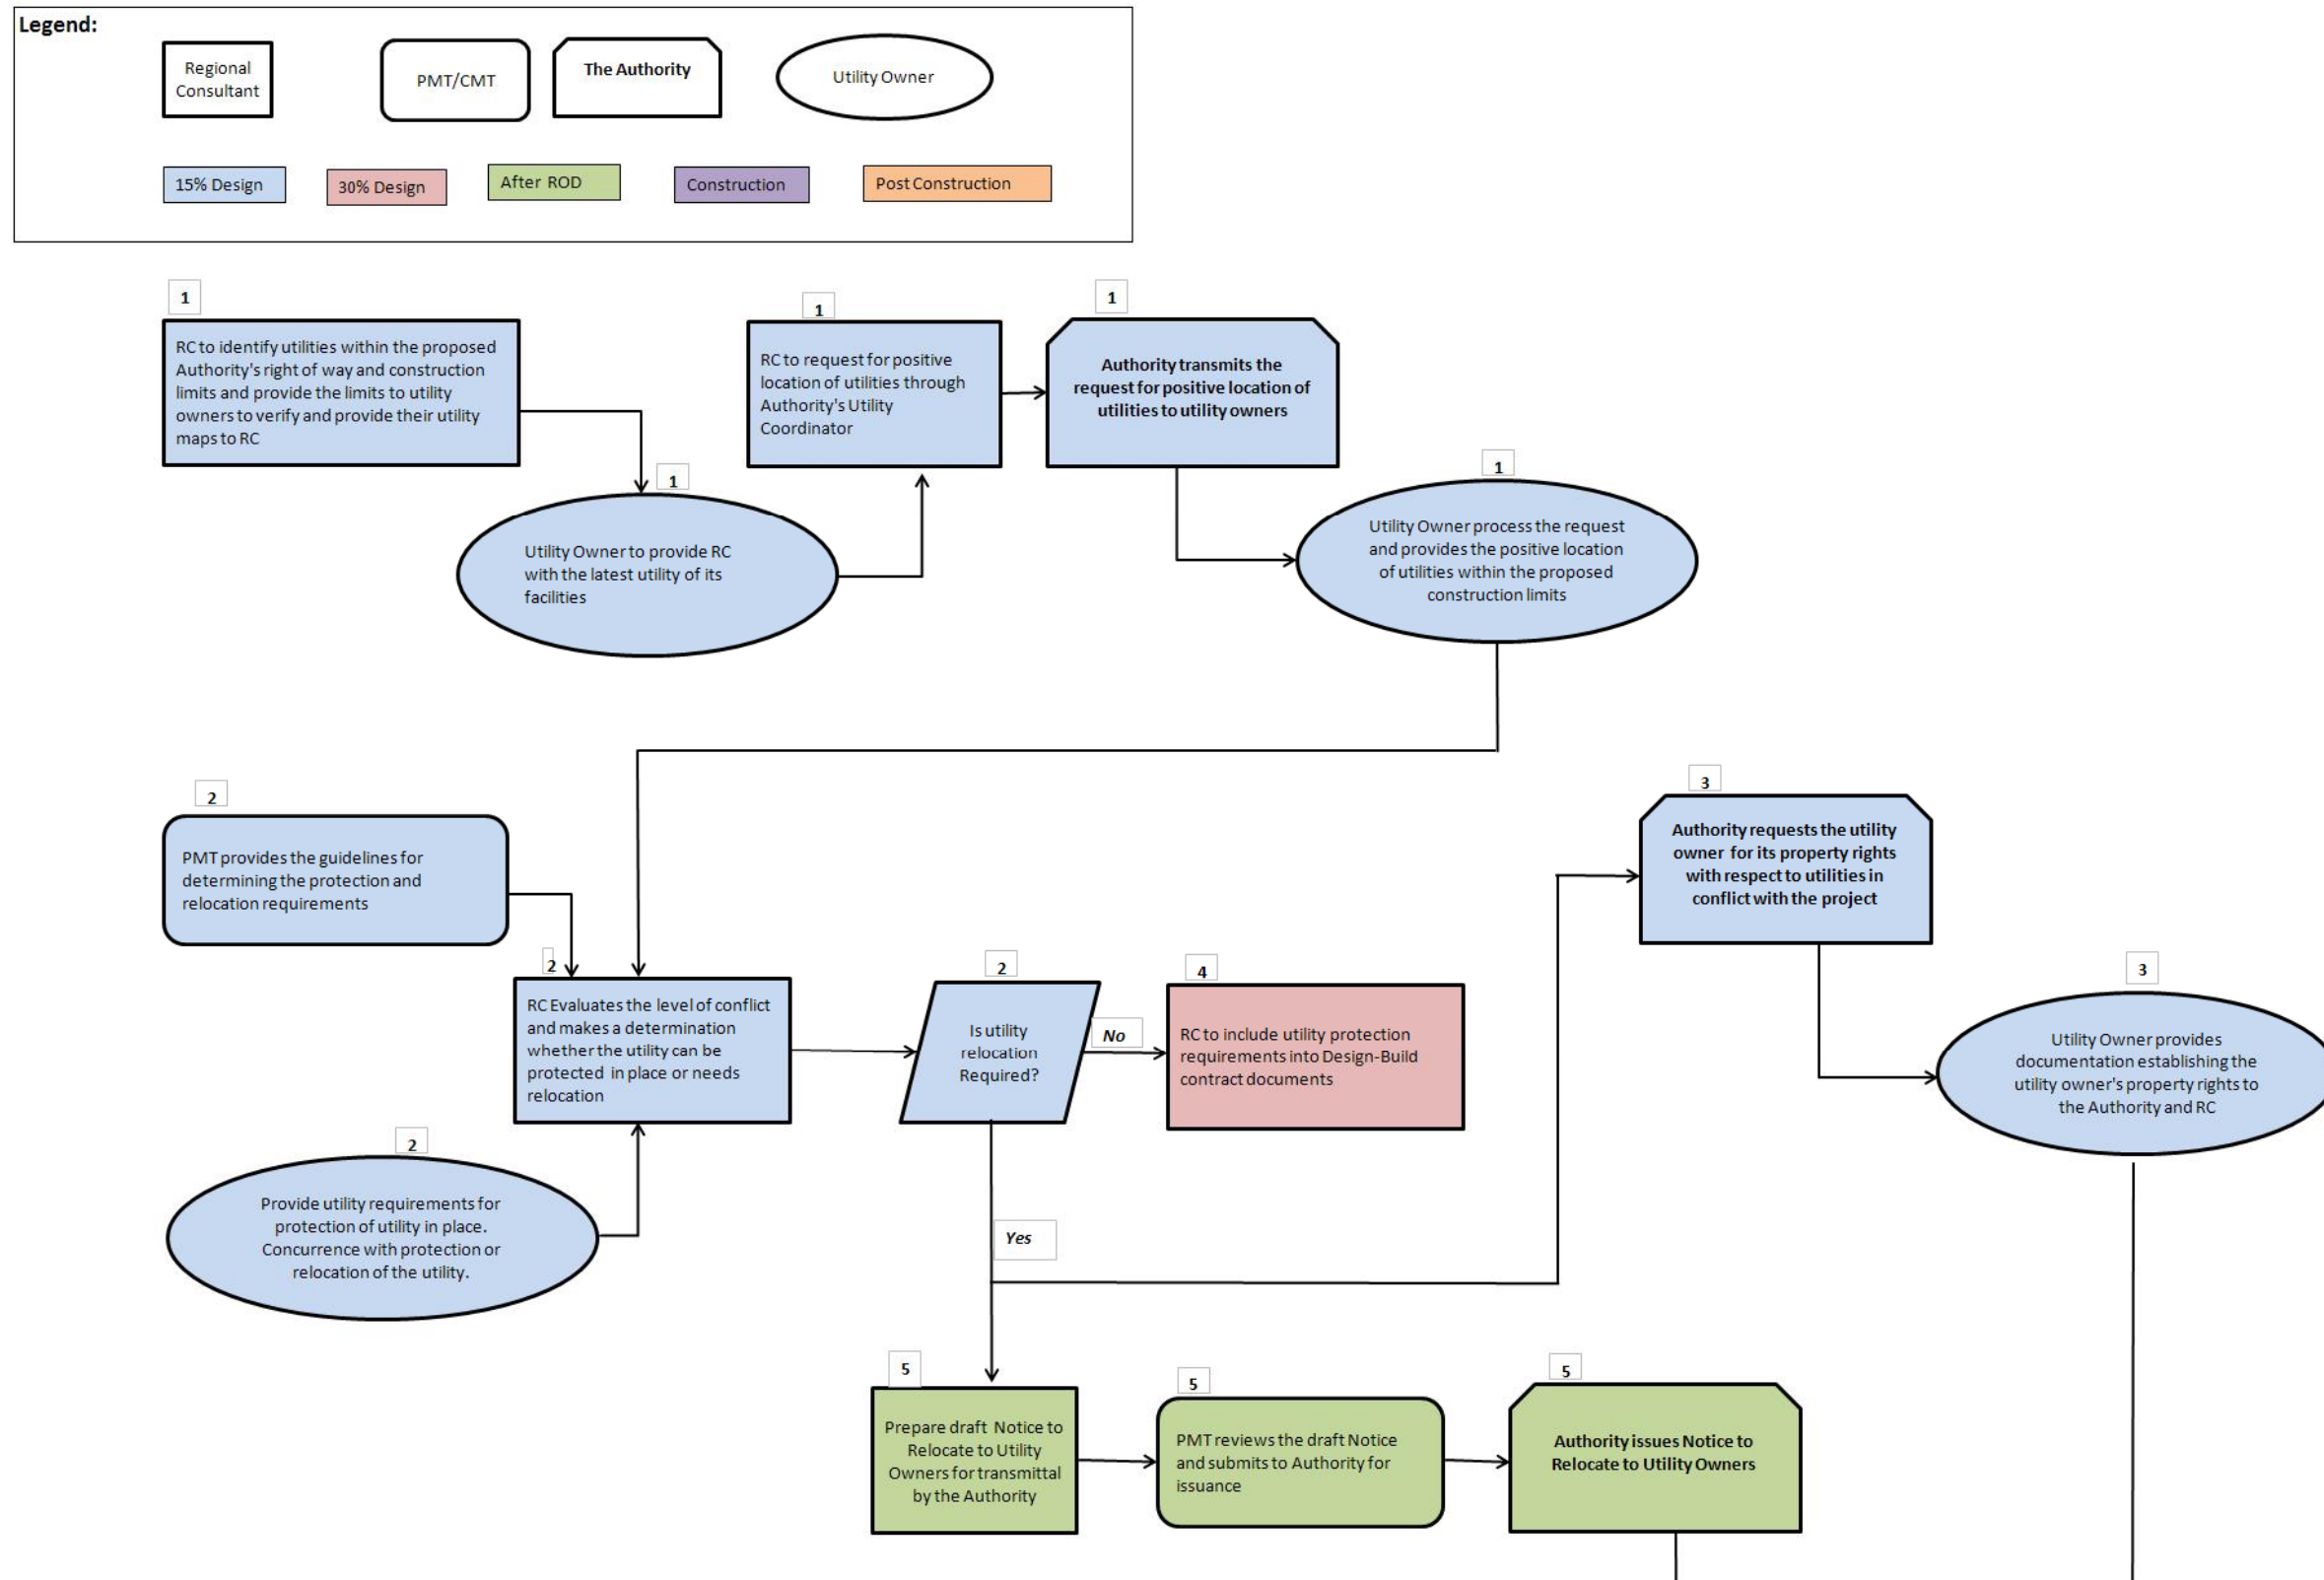 Legend:
Regional
Consultant
PMT/CMT
The Authority
Utility Owner
15% Design
30% Design
After ROD
Construction
Post Construction
1
RC to identify utilities within the proposed
Authority's right of way and construction
limits and provide the limits to utility
owners to verify and provide their utility
maps to RC
1
Utility Owner to provide RC
with the latest utility of its
facilities
1
RC to request for positive
location of utilities through
Authority's Utility
Coordinator
1
Authority transmits the
request for positive location of
utilities to utility owners
1
Utility Owner process the request
and provides the positive location
of utilities within the proposed
construction limits
2
PMT provides the guidelines for
determining the protection and
relocation requirements
2
RC Evaluates the level of conflict
and makes a determination
whether the utility can be
protected in place or needs
relocation
2
Provide utility requirements for
protection of utility in place.
Concurrence with protection or
relocation of the utility.
2
Is utility
relocation
Required?
No
4
RC to include utility protection
requirements into Design-Build
contract documents
Yes
3
Authority requests the utility
owner for its property rights
with respect to utilities in
conflict with the project
3
Utility Owner provides
documentation establishing the
utility owner's property rights to
the Authority and RC
5
Prepare draft Notice to
Relocate to Utility
Owners for transmittal
by the Authority
5
PMT reviews the draft Notice
and submits to Authority for
issuance
5
Authority issues Notice to
Relocate to Utility Owners